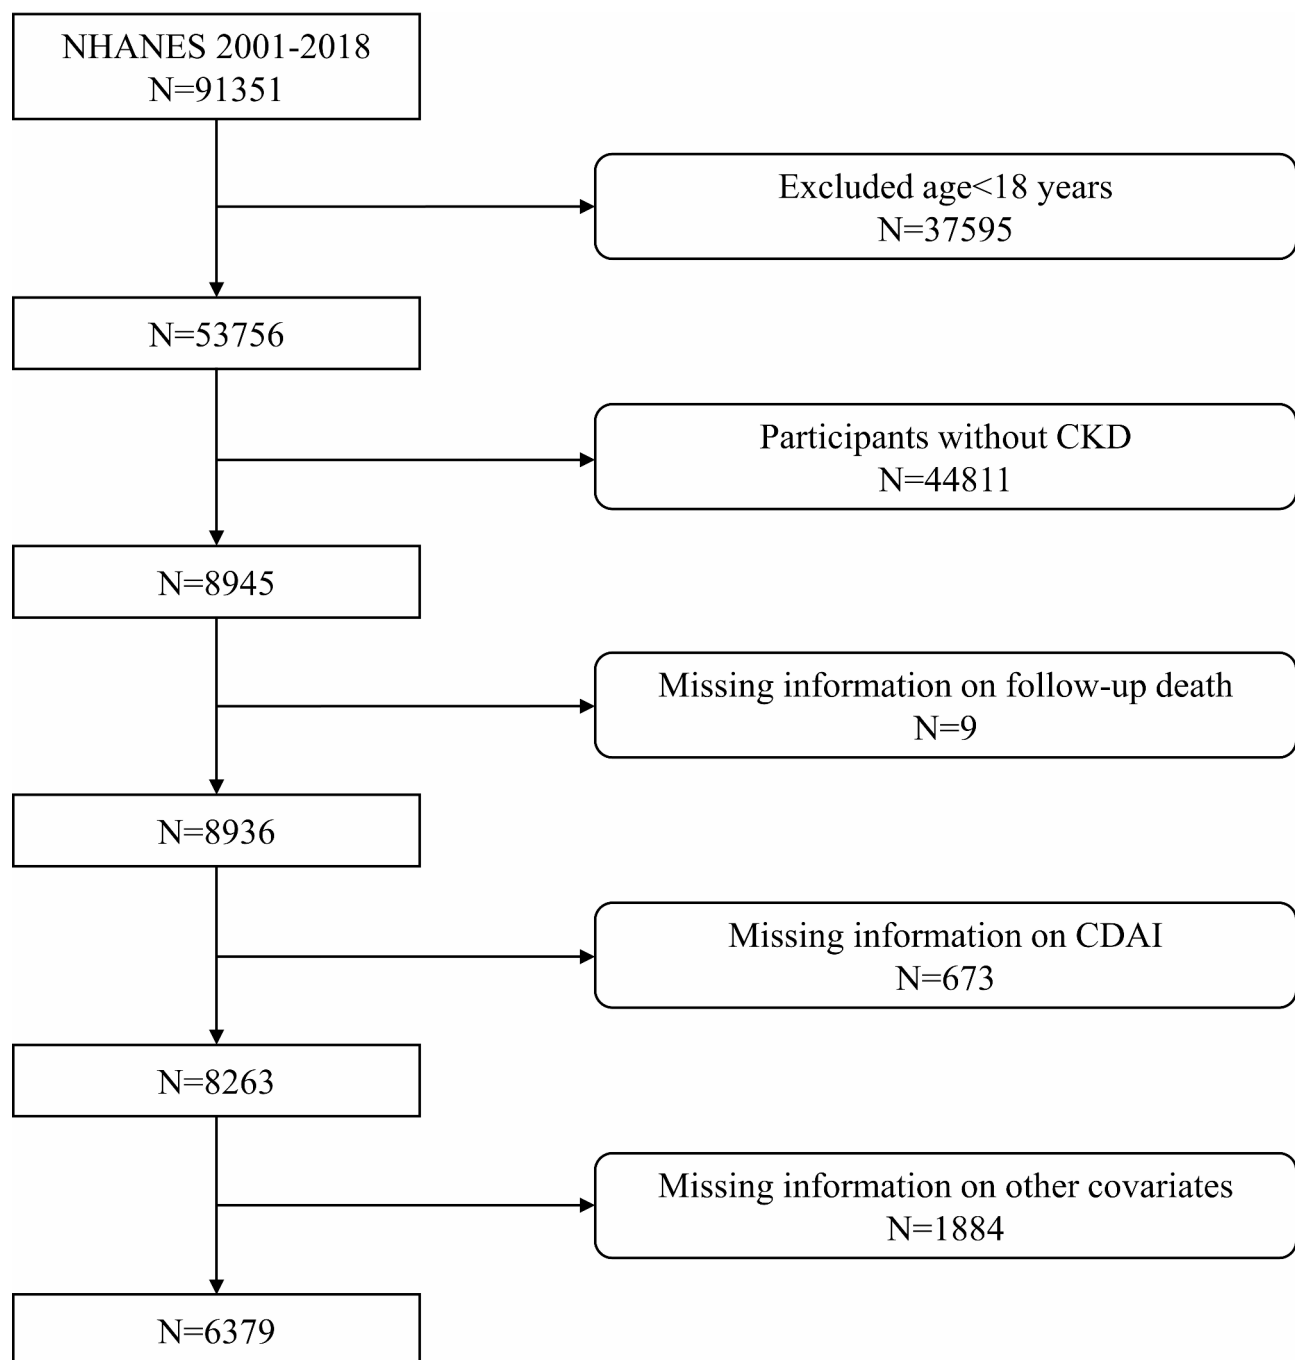 NHANES 2001-2018
N=91351
Excluded age<18 years
N=37595
N=53756
Participants without CKD
N=44811
N=8945
Missing information on follow-up death
N=9
N=8936
Missing information on CDAI
N=673
N=8263
Missing information on other covariates
N=1884
N=6379